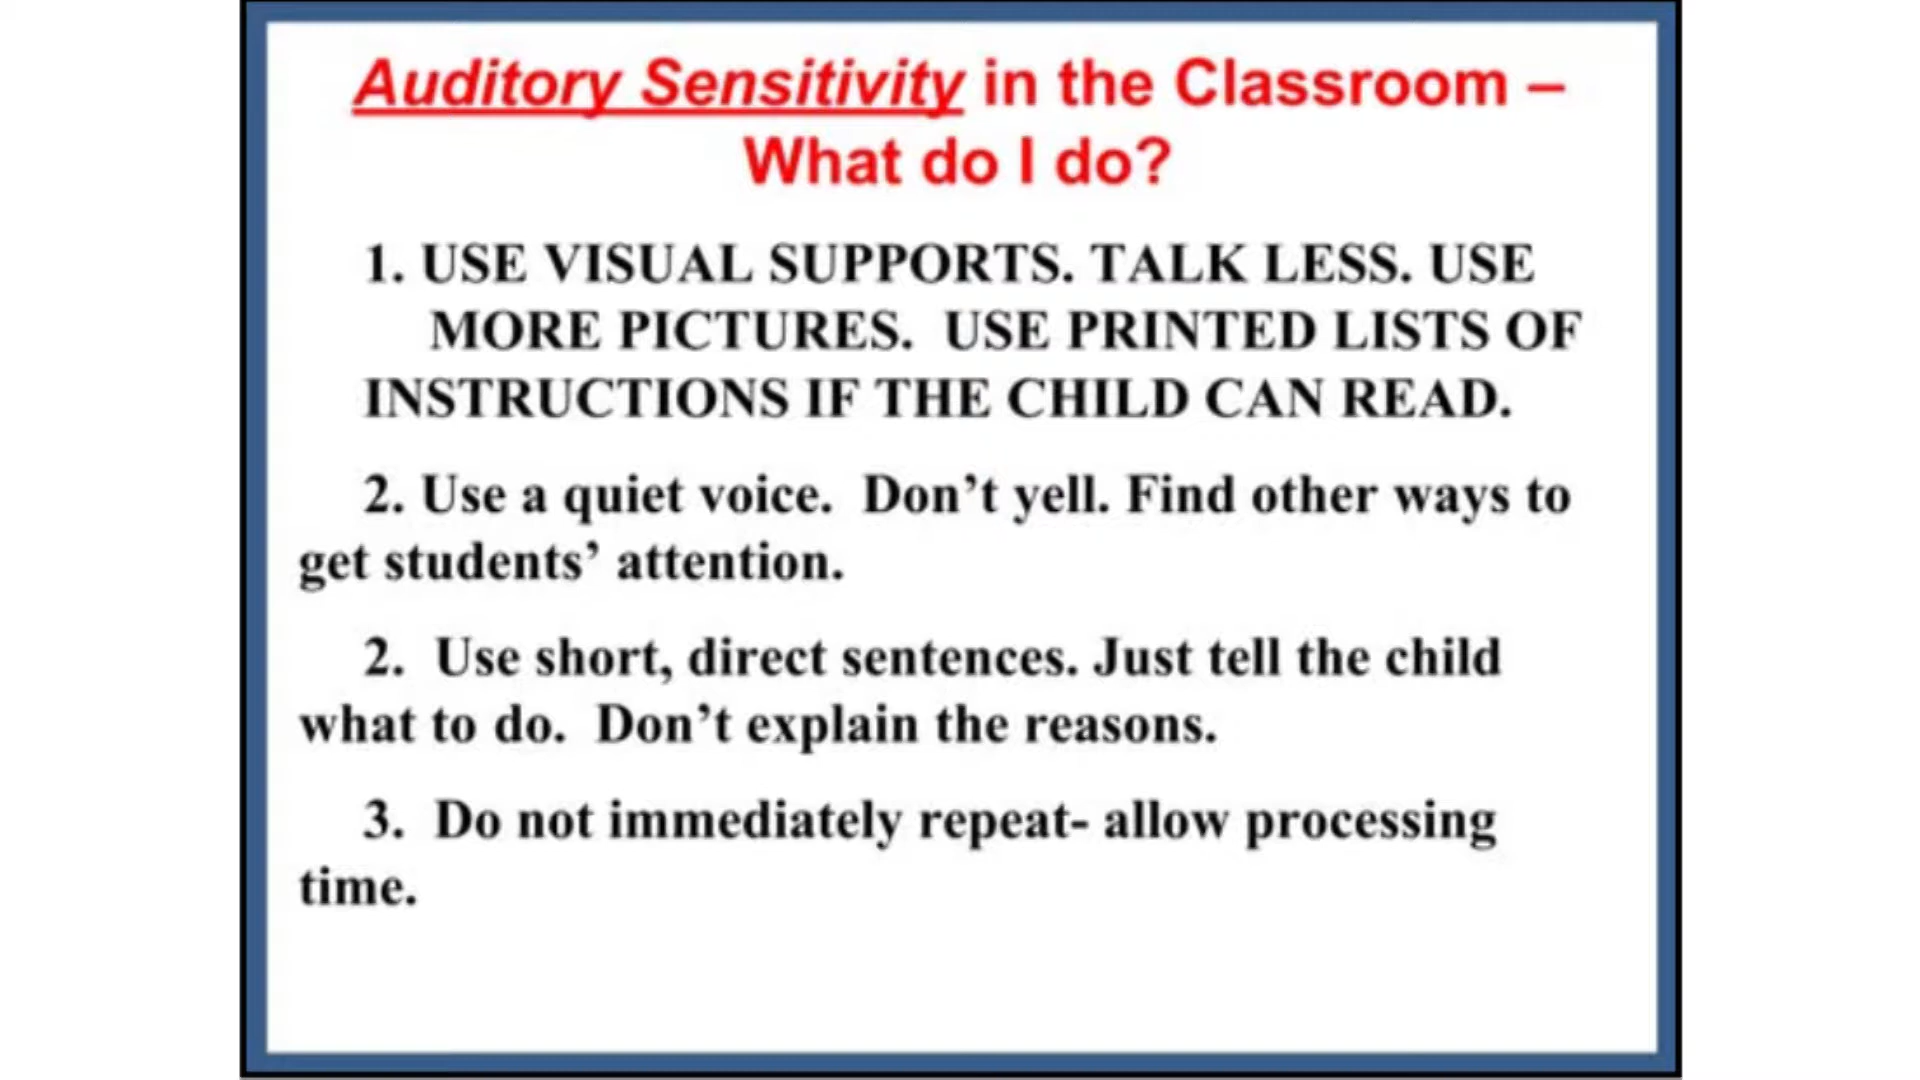 Auditory Sensitivity in the Classroom –
What do I do?
1. USE VISUAL SUPPORTS. TALK LESS. USE
MORE PICTURES.  USE PRINTED LISTS OF
INSTRUCTIONS IF THE CHILD CAN READ.
2. Use a quiet voice.  Don’t yell. Find other ways to
get students’ attention.
2.  Use short, direct sentences. Just tell the child
what to do.  Don’t explain the reasons.
3.  Do not immediately repeat- allow processing
time.